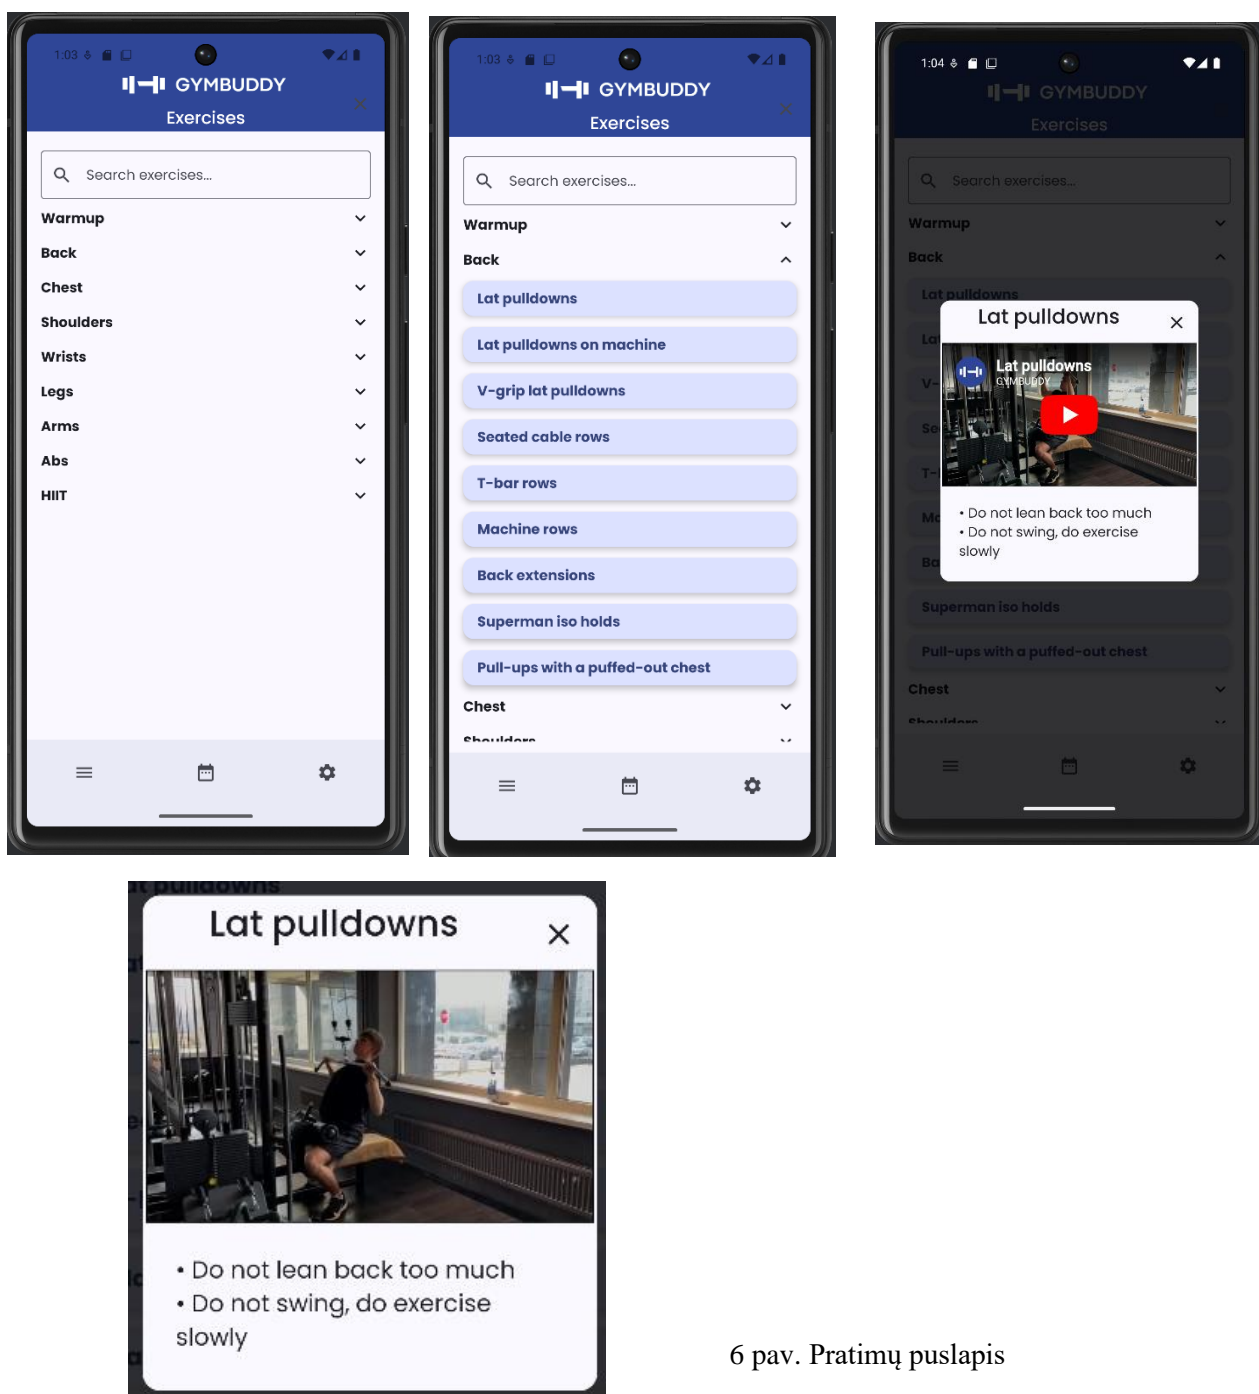 1:03
GYMBUDDY
Exercises
Search exercises...
Warmup
Back
Chest
Shoulders
Wrists
Legs
Arms
Abs
HIIT
1:03
GYMBUDDY
Exercises
Search exercises...
Warmup
Back
Lat pulldowns
Lat pulldowns on machine
V-grip lat pulldowns
Seated cable rows
T-bar rows
Machine rows
Back extensions
Superman iso holds
Pull-ups with a puffed-out chest
Chest
Shoulders
1:04
GYMBUDDY
Exercises
Search exercises...
Warmup
Back
Lat pulldowns
Lat pulldowns
Lat pulldowns
GYMBUDDY
• Do not lean back too much
• Do not swing, do exercise
slowly
Superman iso holds
Pull-ups with a puffed-out chest
Chest
Shoulders
lat pulldowns
Lat pulldowns
• Do not lean back too much
• Do not swing, do exercise
slowly
6 pav. Pratimų puslapis